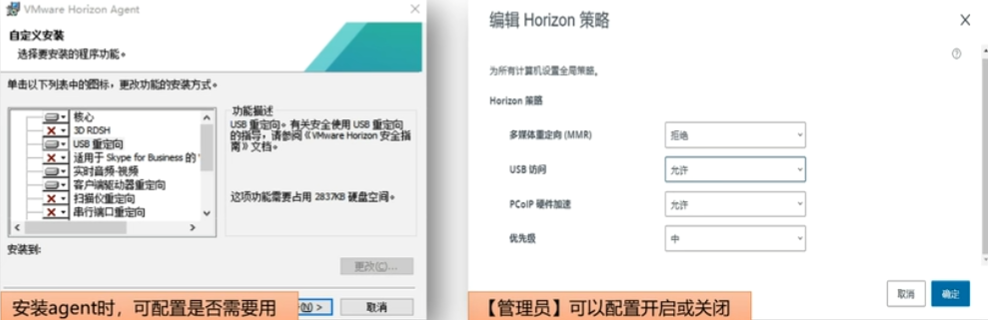 VMware Horizon Agent
自定义安装
选择要安装的程序功能。
单击以下列表中的图标，更改功能的安装方式。
核心
3D RDSH
USB 重定向
适用于 Skype for Business 的
实时音频-视频
客户端驱动器重定向
扫描仪重定向
串行端口重定向
功能描述
USB 重定向。有关安全使用 USB 重定向
的指导，请参阅《VMware Horizon 安全指
南》文档。
这项功能需要占用 2837KB 硬盘空间。
安装到:
更改(C)...
(N) >
取消
安装agent时，可配置是否需要用
编辑 Horizon 策略
为所有计算机设置全局策略。
Horizon 策略
多媒体重定向 (MMR)
拒绝
USB 访问
允许
PCoIP 硬件加速
允许
优先级
中
取消
确定
【管理员】可以配置开启或关闭